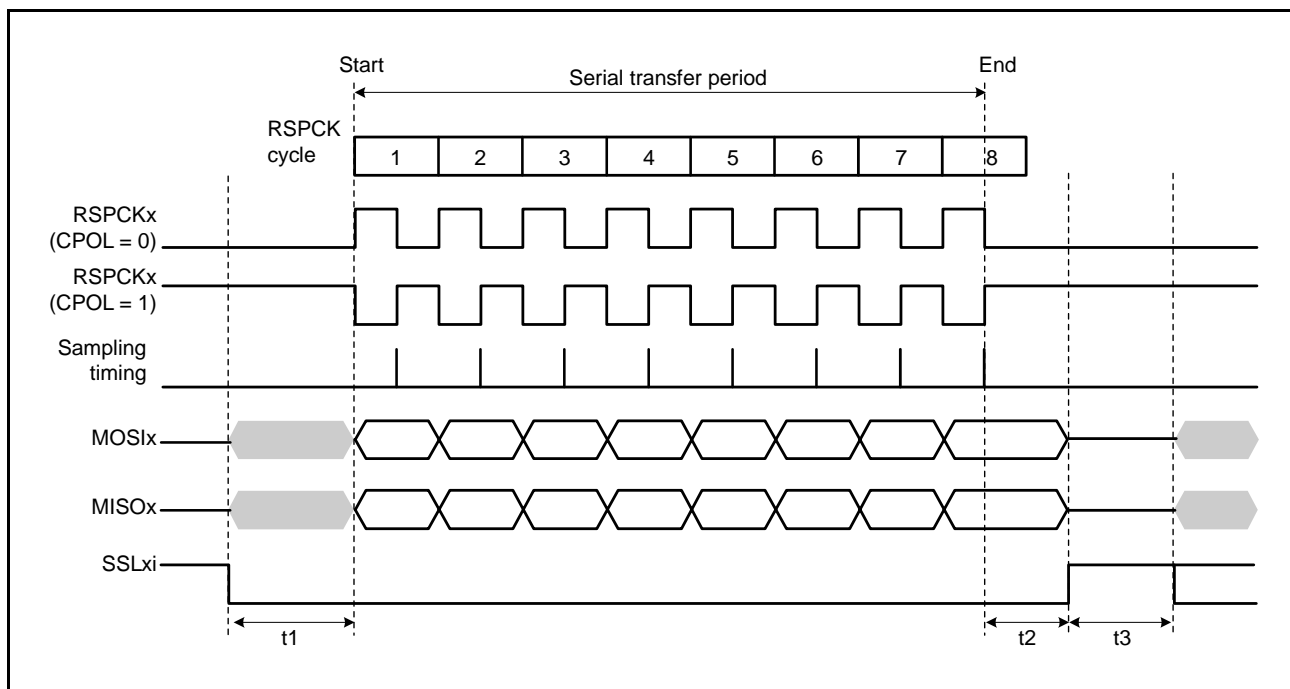 Start
End
Serial transfer period
RSPCK
cycle
1 2 3 4 5 6 7 8
RSPCKx
(CPOL = 0)
RSPCKx
(CPOL = 1)
Sampling
timing
MOSIx
MISOx
SSLxi
t1 t2 t3